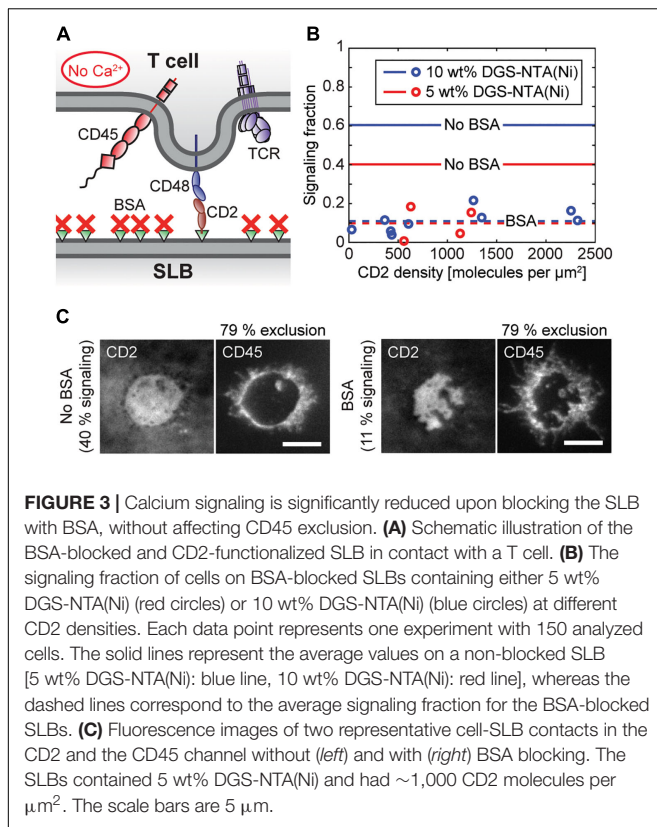 A
No Ca²⁺
T cell
CD45
TCR
CD48
BSA
CD2
SLB
B
Signaling fraction
1
0.8
0.6
0.4
0.2
0
10 wt% DGS-NTA(Ni)
5 wt% DGS-NTA(Ni)
No BSA
No BSA
BSA
0 500 1000 1500 2000 2500
CD2 density [molecules per μm²]
C
79 % exclusion
79 % exclusion
No BSA
(40 % signaling)
CD2
CD45
BSA
(11 % signaling)
CD2
CD45
FIGURE 3 | Calcium signaling is significantly reduced upon blocking the SLB
with BSA, without affecting CD45 exclusion. (A) Schematic illustration of the
BSA-blocked and CD2-functionalized SLB in contact with a T cell. (B) The
signaling fraction of cells on BSA-blocked SLBs containing either 5 wt%
DGS-NTA(Ni) (red circles) or 10 wt% DGS-NTA(Ni) (blue circles) at different
CD2 densities. Each data point represents one experiment with 150 analyzed
cells. The solid lines represent the average values on a non-blocked SLB
[5 wt% DGS-NTA(Ni): blue line, 10 wt% DGS-NTA(Ni): red line], whereas the
dashed lines correspond to the average signaling fraction for the BSA-blocked
SLBs. (C) Fluorescence images of two representative cell-SLB contacts in the
CD2 and the CD45 channel without (left) and with (right) BSA blocking. The
SLBs contained 5 wt% DGS-NTA(Ni) and had ~1,000 CD2 molecules per
μm². The scale bars are 5 μm.